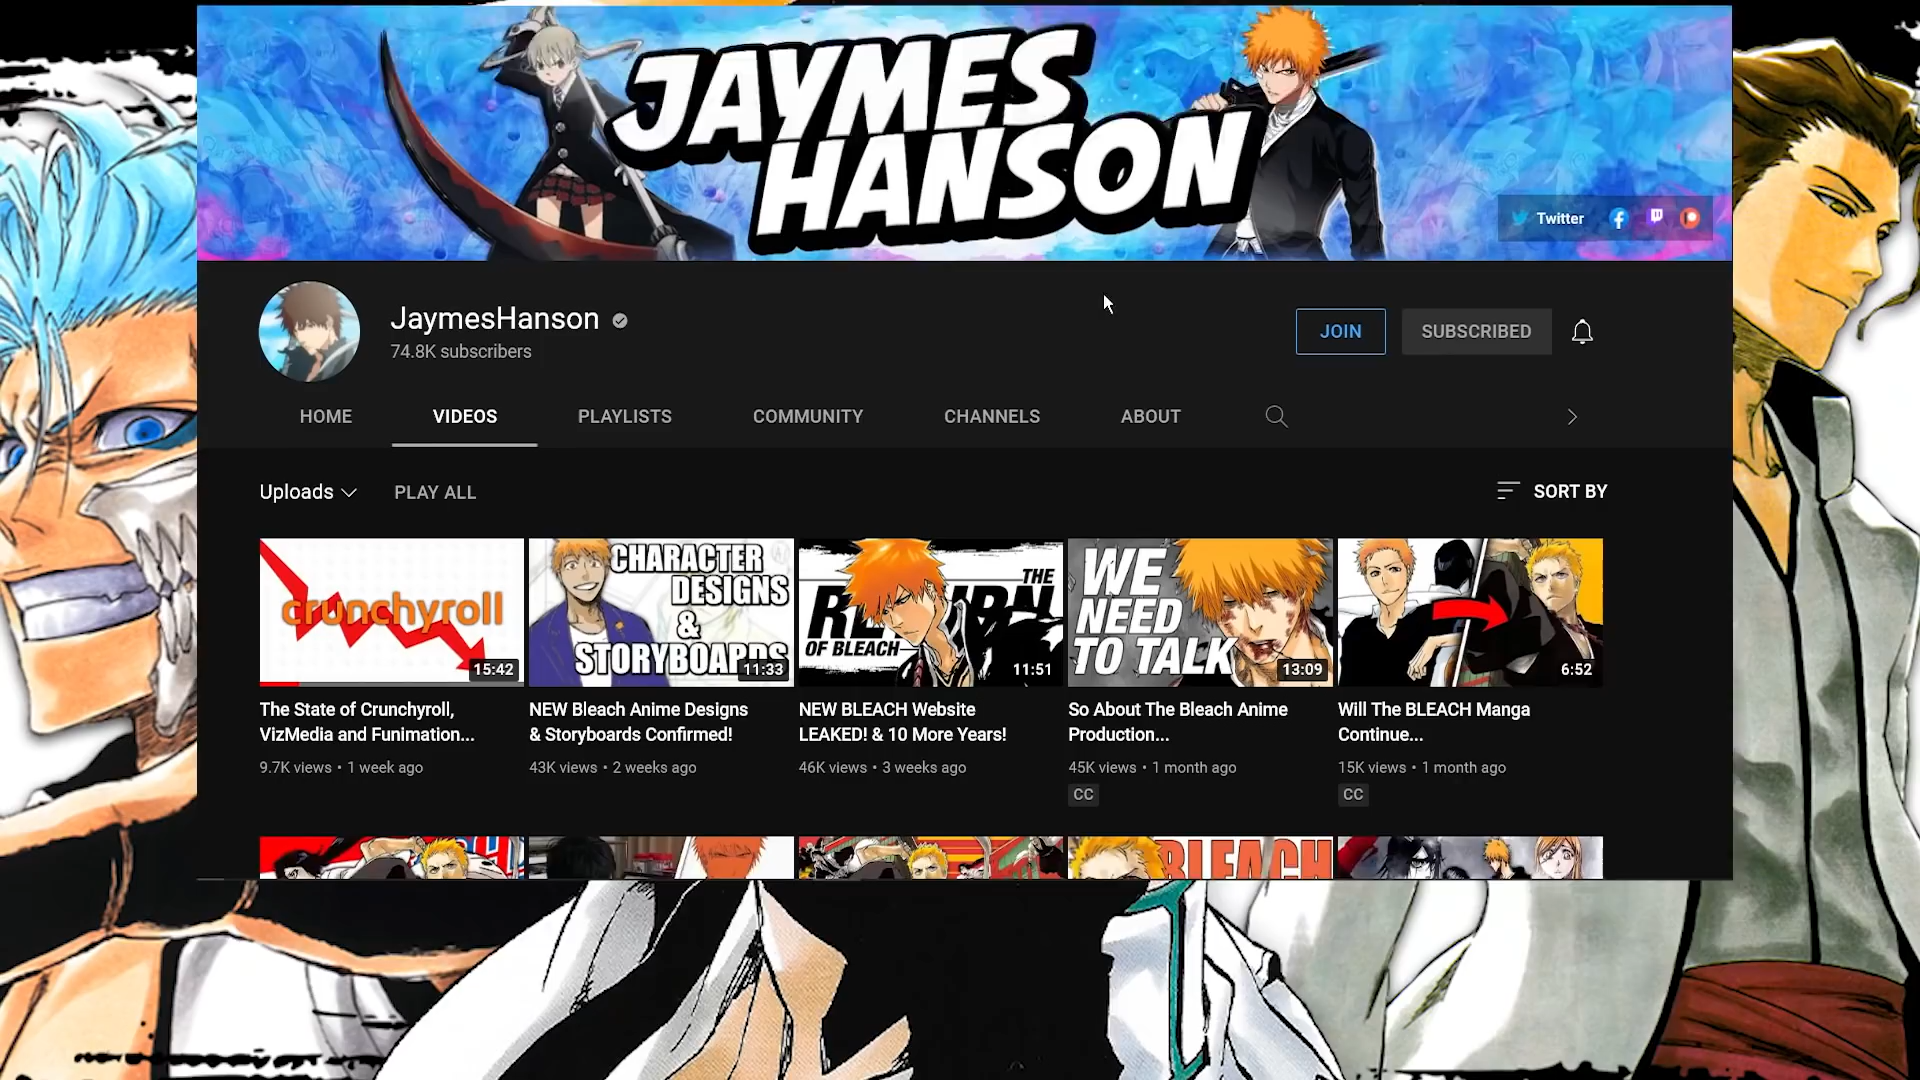 JAYMES
HANSON
Twitter
JaymesHanson
74.8K subscribers
JOIN
SUBSCRIBED
HOME
VIDEOS
PLAYLISTS
COMMUNITY
CHANNELS
ABOUT
Uploads
PLAY ALL
SORT BY
crunchyroll
15:42
The State of Crunchyroll,
VizMedia and Funimation...
9.7K views • 1 week ago
CHARACTER
DESIGNS
&
STORYBOARDS
11:33
NEW Bleach Anime Designs
& Storyboards Confirmed!
43K views • 2 weeks ago
THE
RETURN
OF BLEACH
11:51
NEW BLEACH Website
LEAKED! & 10 More Years!
46K views • 3 weeks ago
WE
NEED
TO TALK
13:09
So About The Bleach Anime
Production...
45K views • 1 month ago
CC
6:52
Will The BLEACH Manga
Continue...
15K views • 1 month ago
CC
BLEACH